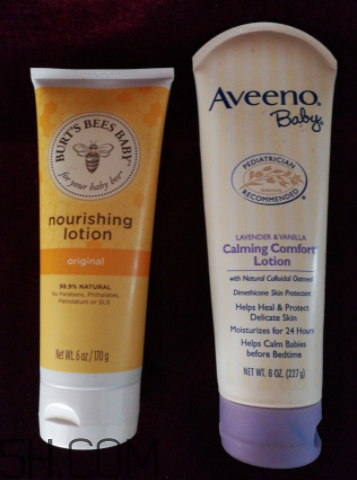 BURT'S BEES BABY
for your baby bee
nourishing
lotion
original
98.9% NATURAL
No Parabens, Phthalates,
Petrolatum or SLS
Net Wt. 6 oz / 170 g
Aveeno®
Baby®
PEDIATRICIAN
RECOMMENDED
LAVENDER & VANILLA
Calming Comfort
Lotion
with Natural Colloidal Oatmeal
Dimethicone Skin Protectant
Helps Heal & Protect
Delicate Skin
Moisturizes for 24 Hours
Helps Calm Babies
before Bedtime
NET WT. 8 OZ. (227g)
5H.COM